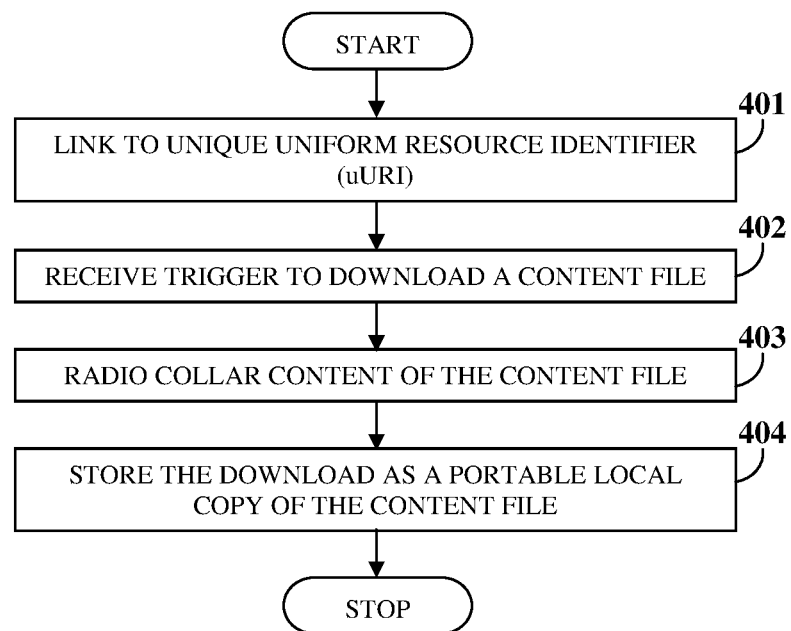 START
401
LINK TO UNIQUE UNIFORM RESOURCE IDENTIFIER
(uURI)
402
RECEIVE TRIGGER TO DOWNLOAD A CONTENT FILE
403
RADIO COLLAR CONTENT OF THE CONTENT FILE
404
STORE THE DOWNLOAD AS A PORTABLE LOCAL
COPY OF THE CONTENT FILE
STOP